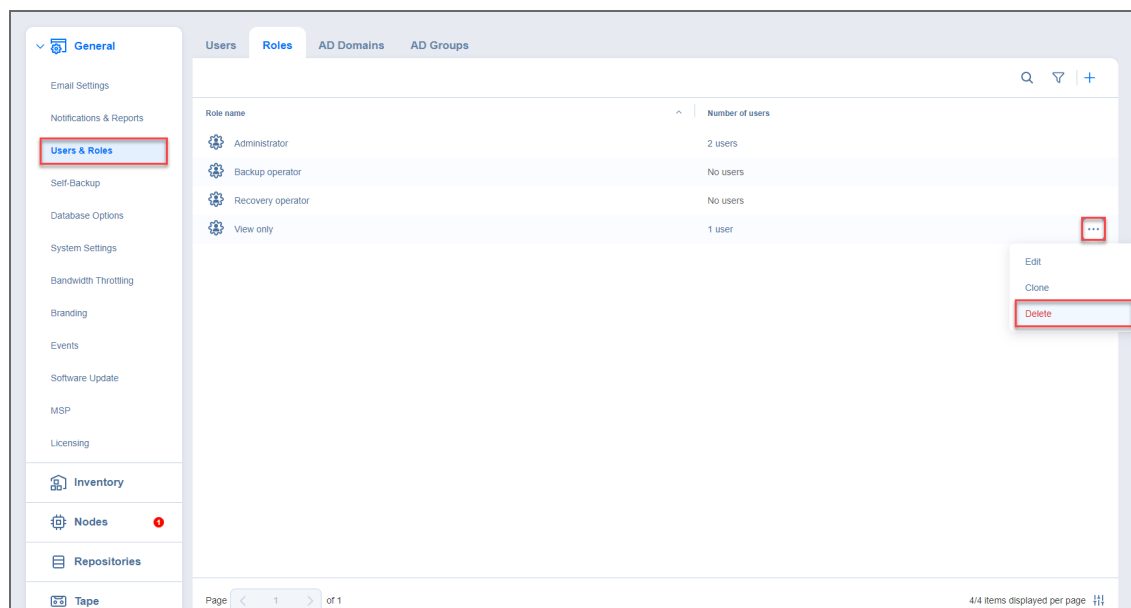 General
Email Settings
Notifications & Reports
Users & Roles
Self-Backup
Database Options
System Settings
Bandwidth Throttling
Branding
Events
Software Update
MSP
Licensing
Inventory
Nodes 1
Repositories
Tape
Users Roles AD Domains AD Groups
Role name Number of users
Administrator 2 users
Backup operator No users
Recovery operator No users
View only 1 user
Edit
Clone
Delete
Page 1 of 1 4/4 items displayed per page